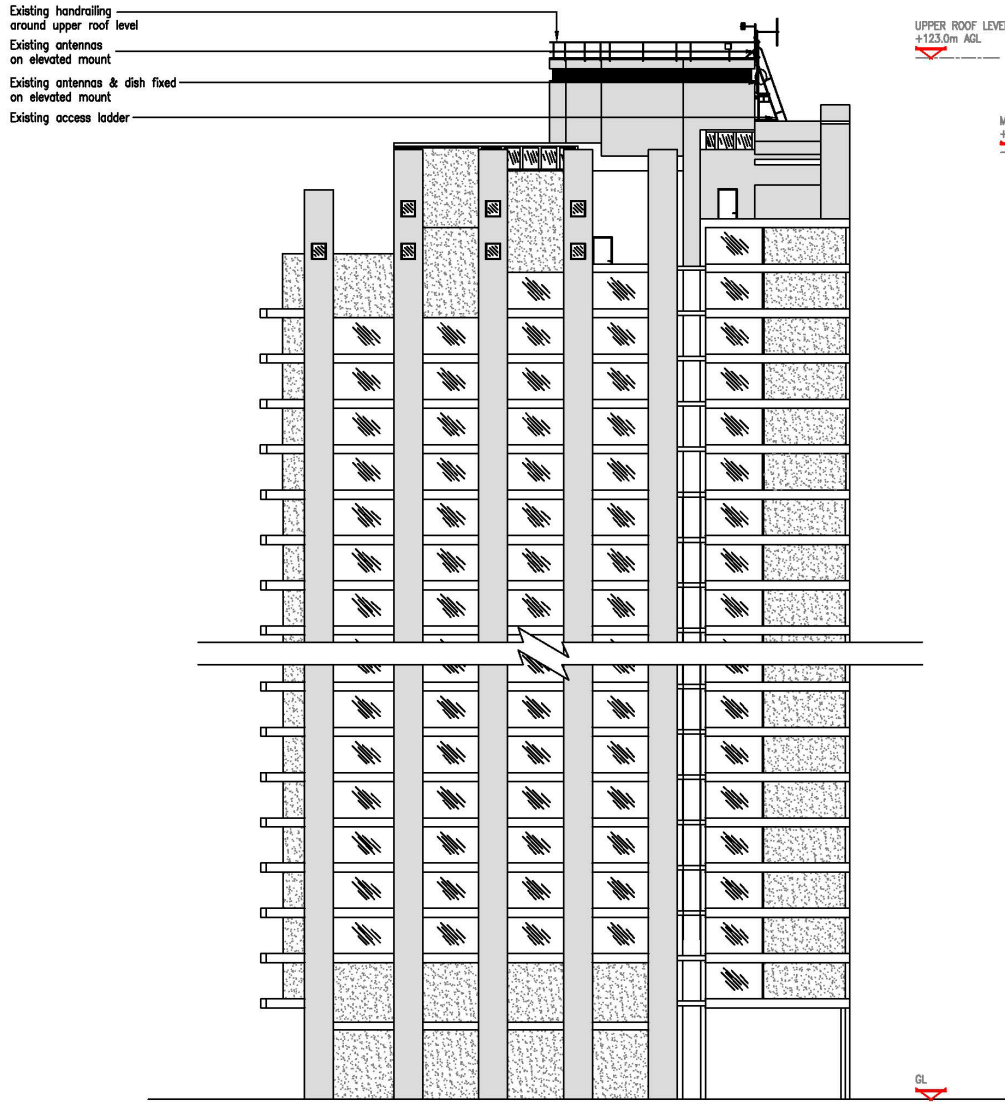 Existing handrailing
around upper roof level
Existing antennas
on elevated mount
Existing antennas & dish fixed
on elevated mount
Existing access ladder
UPPER ROOF LEVE
+123.0m AGL
M
+
GL